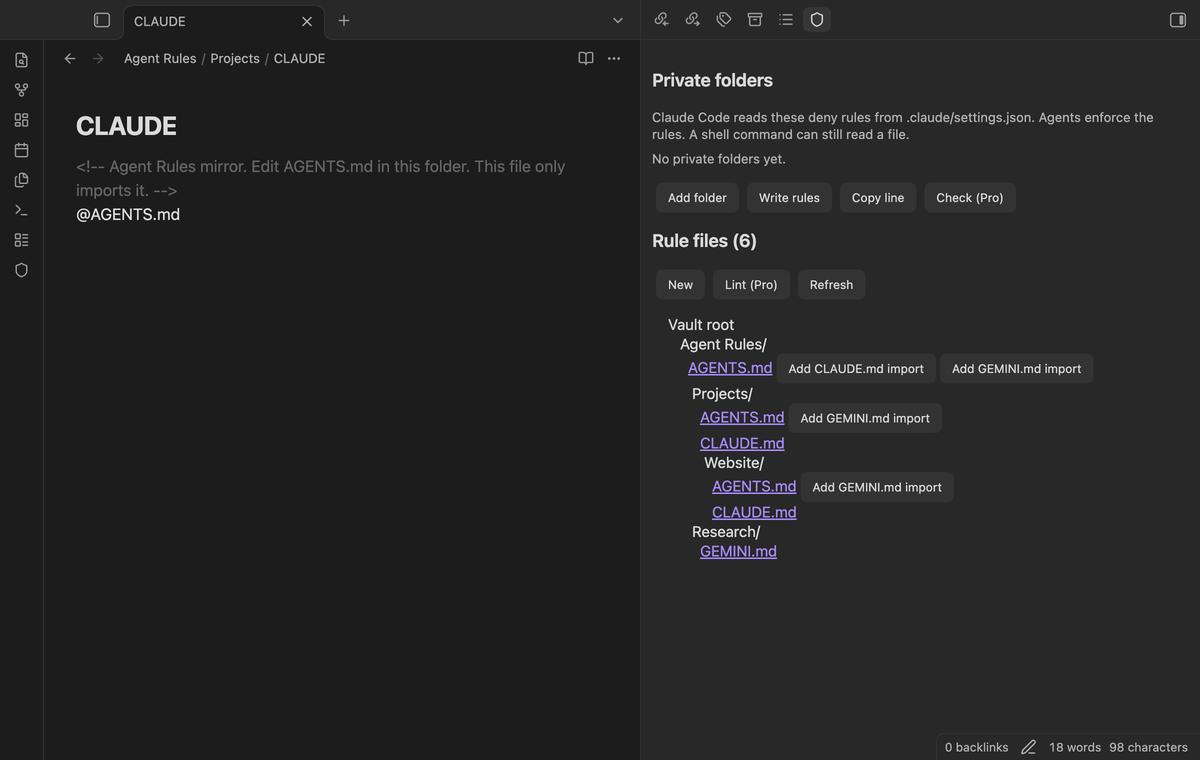 CLAUDE
Agent Rules / Projects / CLAUDE
CLAUDE
<!-- Agent Rules mirror. Edit AGENTS.md in this folder. This file only
imports it. -->
@AGENTS.md
Private folders
Claude Code reads these deny rules from .claude/settings.json. Agents enforce the
rules. A shell command can still read a file.
No private folders yet.
Add folder Write rules Copy line Check (Pro)
Rule files (6)
New Lint (Pro) Refresh
Vault root
Agent Rules/
AGENTS.md Add CLAUDE.md import Add GEMINI.md import
Projects/
AGENTS.md Add GEMINI.md import
CLAUDE.md
Website/
AGENTS.md Add GEMINI.md import
CLAUDE.md
Research/
GEMINI.md
0 backlinks 18 words 98 characters